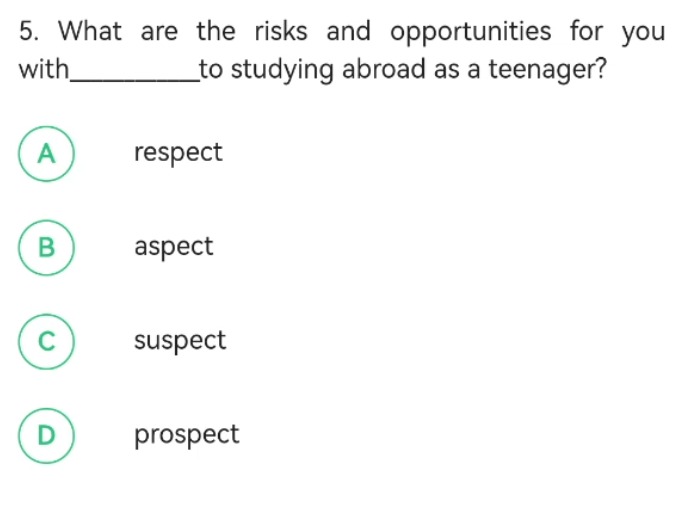 5. What are the risks and opportunities for you
with__________to studying abroad as a teenager?
A respect
B aspect
C suspect
D prospect